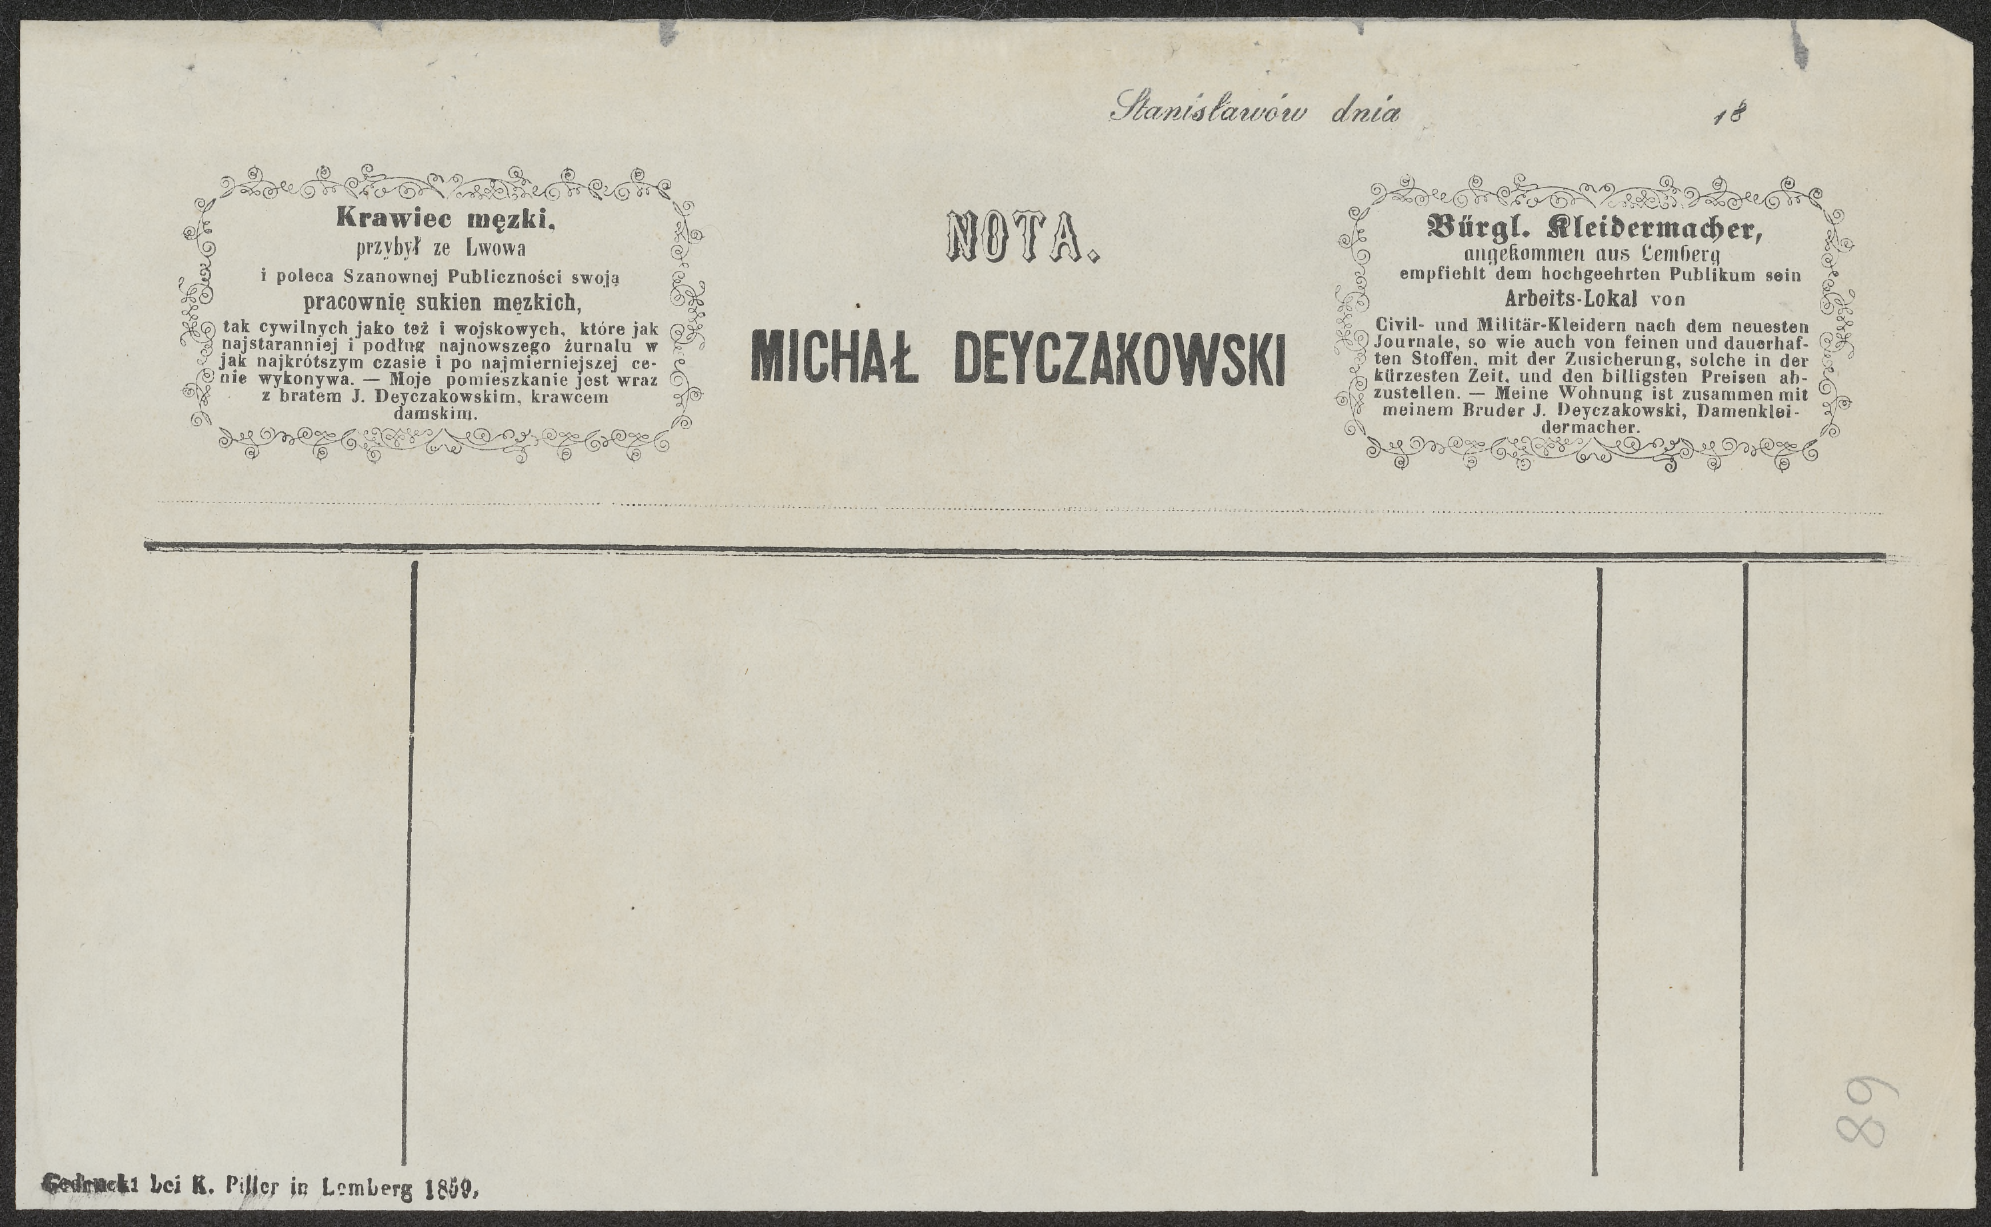 Stanisławów dnia 18
Krawiec męzki,
przybył ze Lwowa
i poleca Szanownej Publiczności swoją
pracownię sukien męzkich,
tak cywilnych jako też i wojskowych, które jak
najstaranniej i podług najnowszego żurnalu w
jak najkrótszym czasie i po najmierniejszej ce-
nie wykonywa. — Moje pomieszkanie jest wraz
z bratem J. Deyczakowskim, krawcem
damskim.
NOTA.
MICHAŁ DEYCZAKOWSKI
Bürgl. Kleidermacher,
angekommen aus Lemberg
empfiehlt dem hochgeehrten Publikum sein
Arbeits-Lokal von
Civil- und Militär-Kleidern nach dem neuesten
Journale, so wie auch von feinen und dauerhaf-
ten Stoffen, mit der Zusicherung, solche in der
kürzesten Zeit, und den billigsten Preisen ab-
zustellen. — Meine Wohnung ist zusammen mit
meinem Bruder J. Deyczakowski, Damenklei-
dermacher.
Gedruckt bei K. Piller in Lemberg 1859,
89